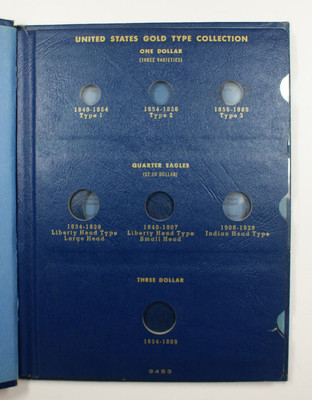 UNITED STATES GOLD TYPE COLLECTION
ONE DOLLAR
(THREE VARIETIES)
1849-1854 1854-1856 1856-1889
Type 1 Type 2 Type 3
QUARTER EAGLES
($2.50 DOLLAR)
1834-1839 1840-1907 1908-1929
Liberty Head Type Liberty Head Type Indian Head Type
Large Head Small Head
THREE DOLLAR
1854-1889
9483